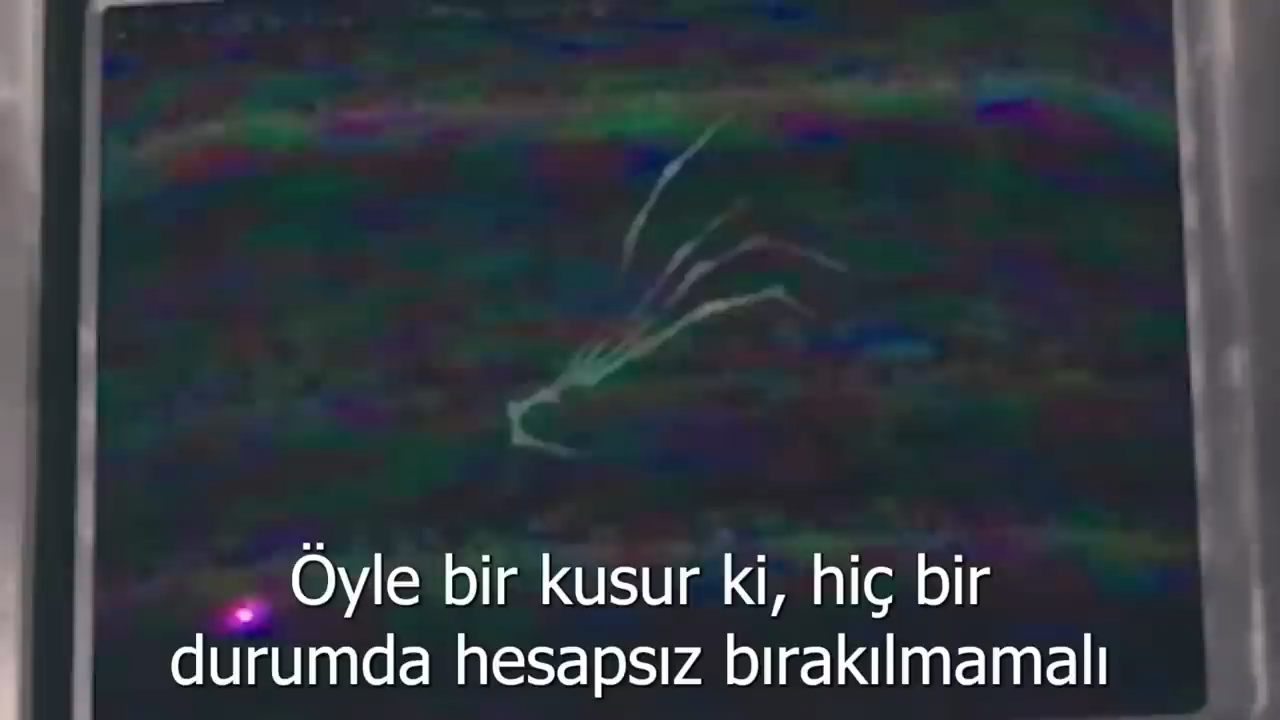 Öyle bir kusur ki, hiç bir
durumda hesapsız bırakılmamalı